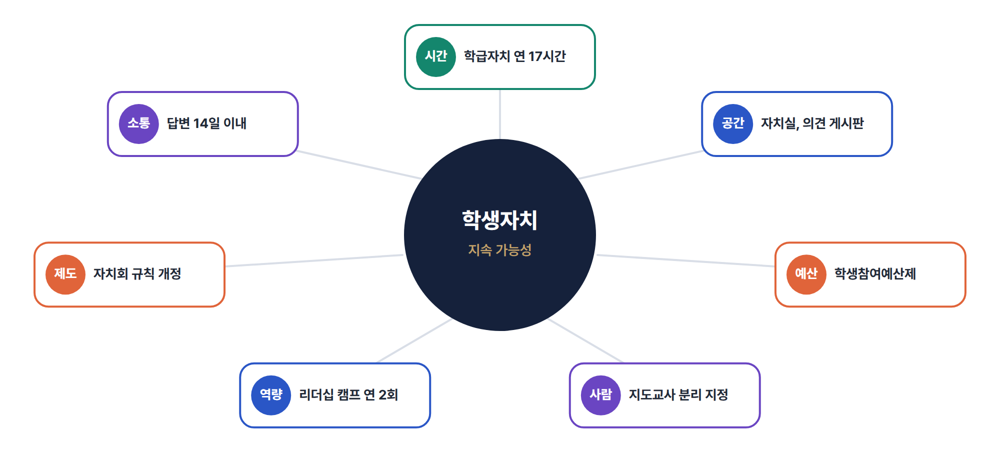 시간 학급자치 연 17시간
소통 답변 14일 이내
공간 자치실, 의견 게시판
학생자치
지속 가능성
제도 자치회 규칙 개정
예산 학생참여예산제
역량 리더십 캠프 연 2회
사람 지도교사 분리 지정